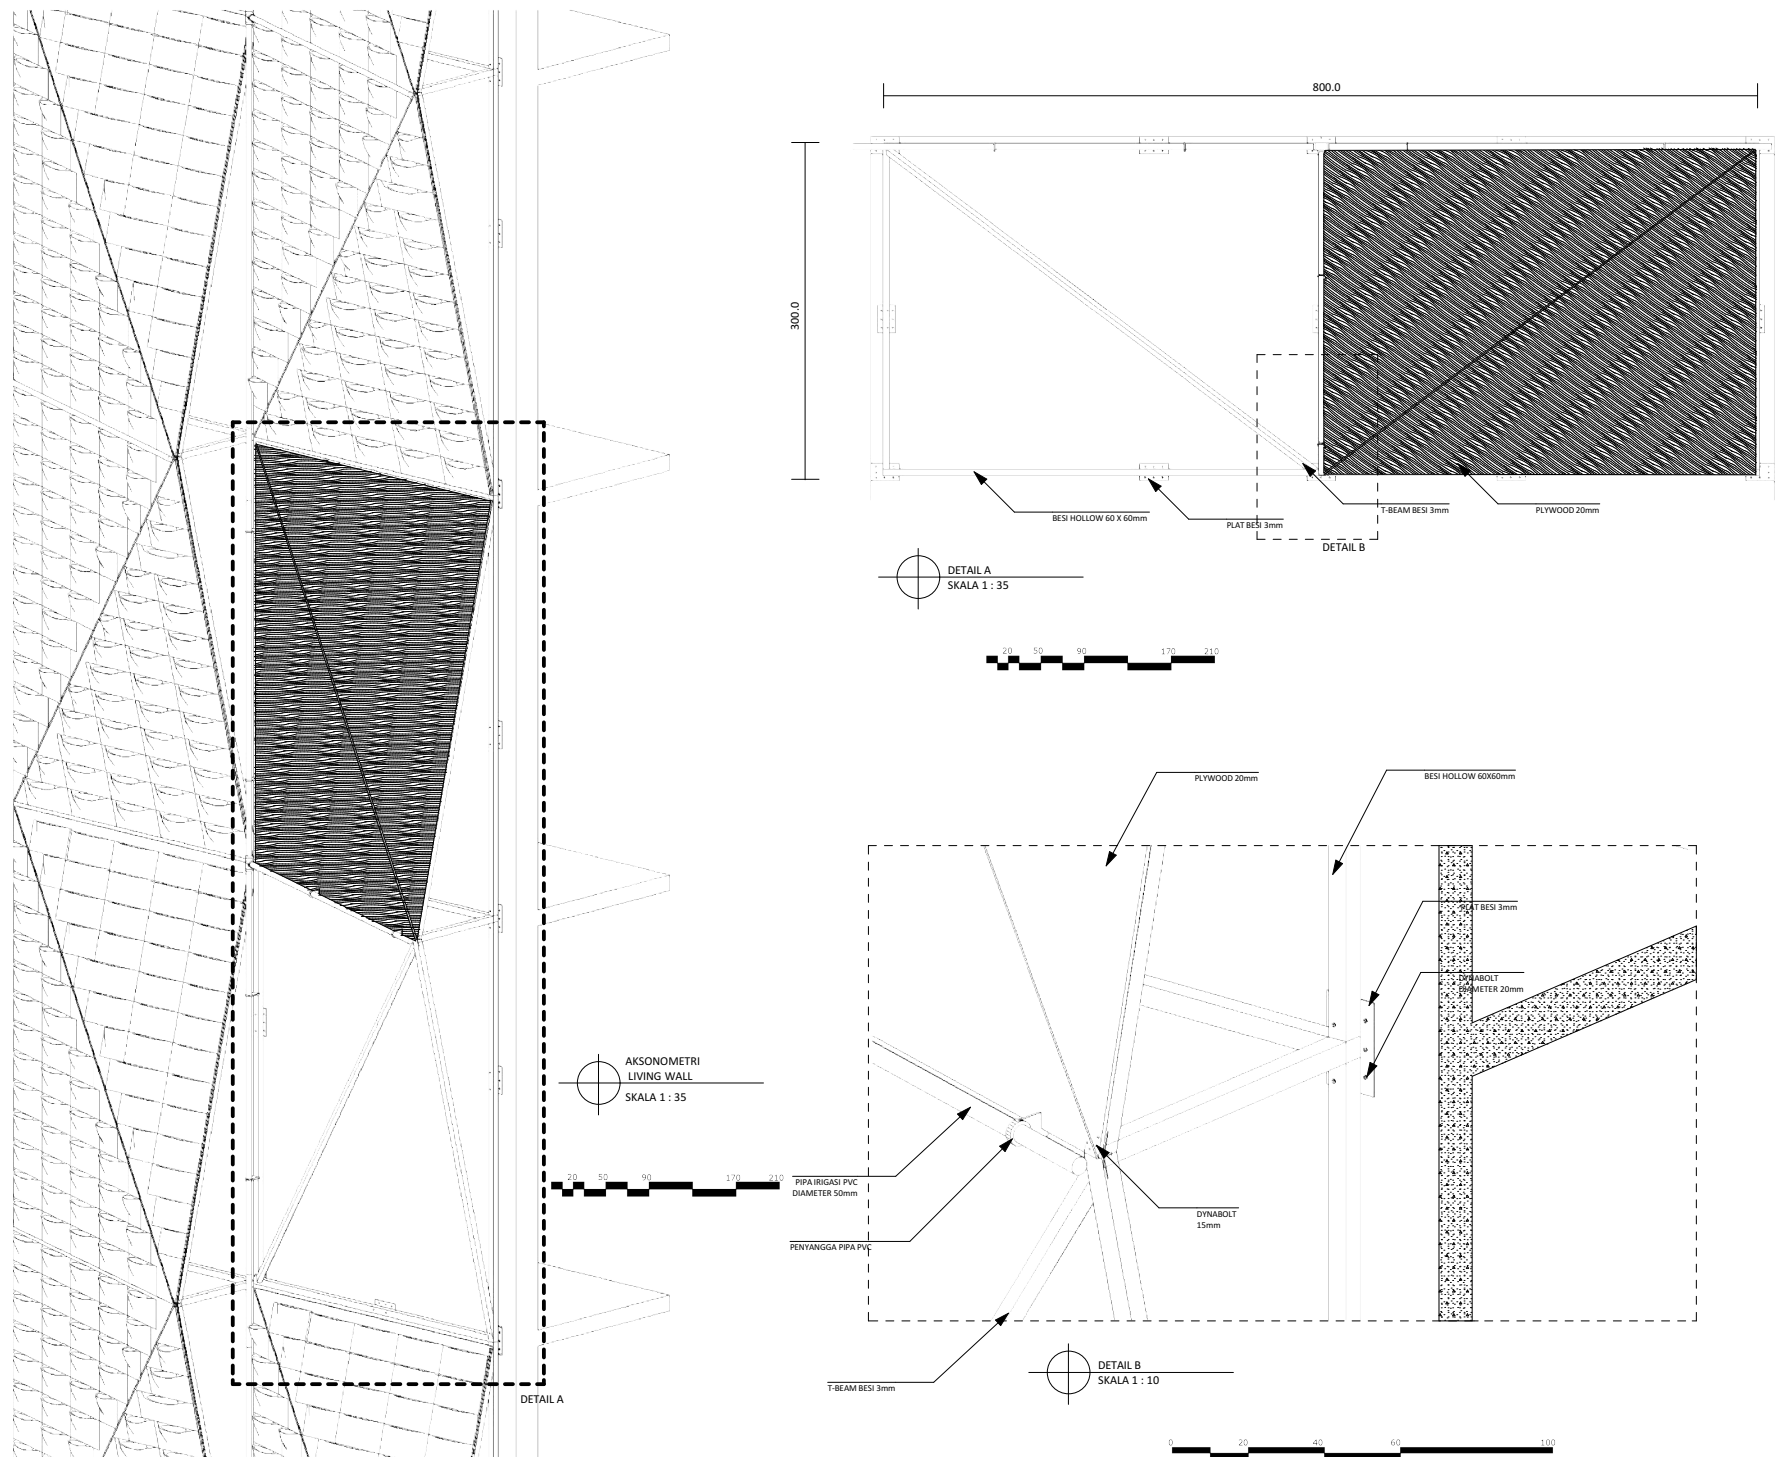 800.0
300.0
BESI HOLLOW 60 X 60mm
PLAT BESI 3mm
T-BEAM BESI 3mm
PLYWOOD 20mm
DETAIL B
DETAIL A
SKALA 1 : 35
20 50 90 170 210
PLYWOOD 20mm
BESI HOLLOW 60X60mm
PLAT BESI 3mm
DYNABOLT
DIAMETER 20mm
AKSONOMETRI
LIVING WALL
SKALA 1 : 35
20 50 90 170 210
PIPA IRIGASI PVC
DIAMETER 50mm
PENYANGGA PIPA PVC
DYNABOLT
15mm
T-BEAM BESI 3mm
DETAIL B
SKALA 1 : 10
DETAIL A
0 20 40 60 100